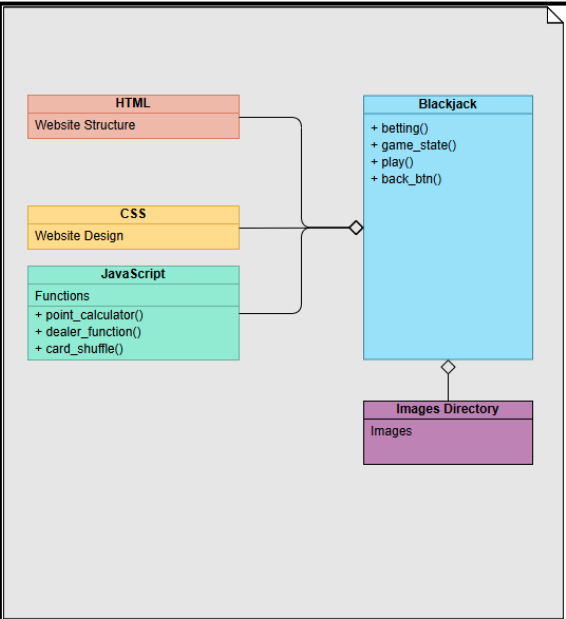 HTML
Website Structure
CSS
Website Design
JavaScript
Functions
+ point_calculator()
+ dealer_function()
+ card_shuffle()
Blackjack
+ betting()
+ game_state()
+ play()
+ back_btn()
Images Directory
Images